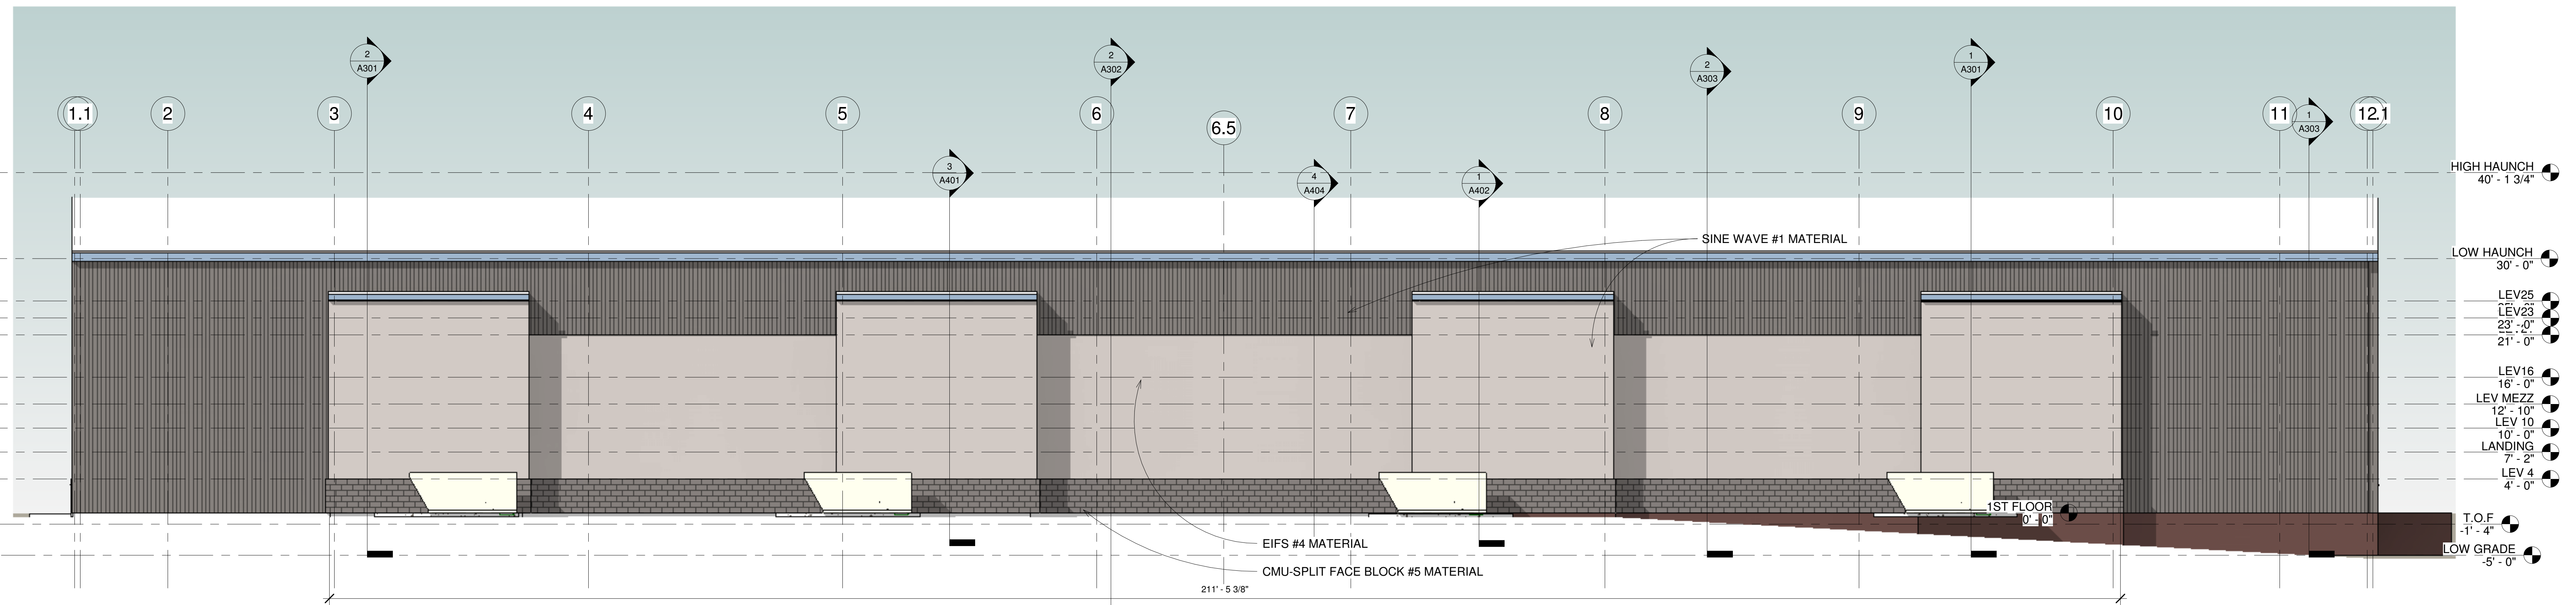 2
A301
2
A302
2
A303
1
A301
1.1
2
3
4
5
6
6.5
7
8
9
10
11
1
A303
12.1
3
A401
4
A404
1
A402
HIGH HAUNCH
40' - 1 3/4"
SINE WAVE #1 MATERIAL
LOW HAUNCH
30' - 0"
LEV25
LEV23
23' - 0"
21' - 0"
LEV16
16' - 0"
LEV MEZZ
12' - 10"
LEV 10
10' - 0"
LANDING
7' - 2"
LEV 4
4' - 0"
1ST FLOOR
0' - 0"
T.O.F
-1' - 4"
EIFS #4 MATERIAL
LOW GRADE
-5' - 0"
CMU-SPLIT FACE BLOCK #5 MATERIAL
211' - 5 3/8"